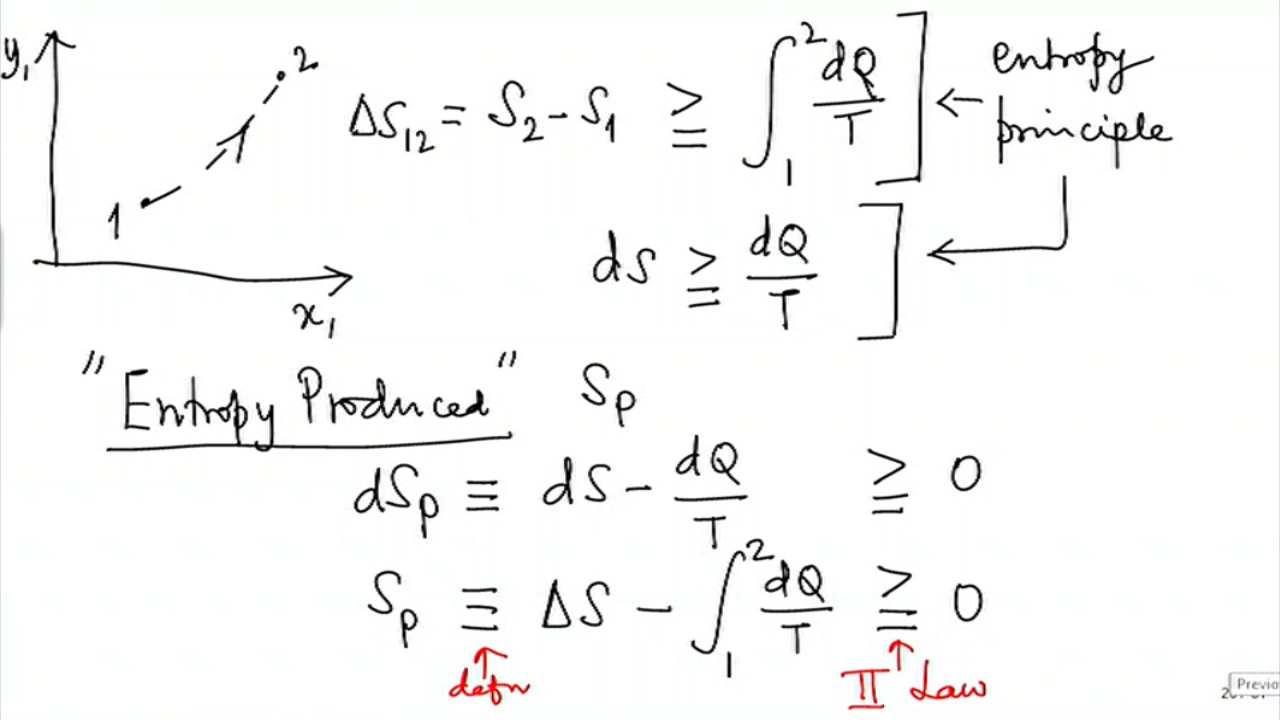 y₁
2
1
x₁
ΔS₁₂ = S₂ - S₁ ≧ ∫₁² dQ/T ] ← entropy principle
dS ≧ dQ/T ]
"Entropy Produced" Sₚ
dSₚ ≡ dS - dQ/T ≧ 0
Sₚ ≡ ΔS - ∫₁² dQ/T ≧ 0
↑ defn ↑ II Law
Previo